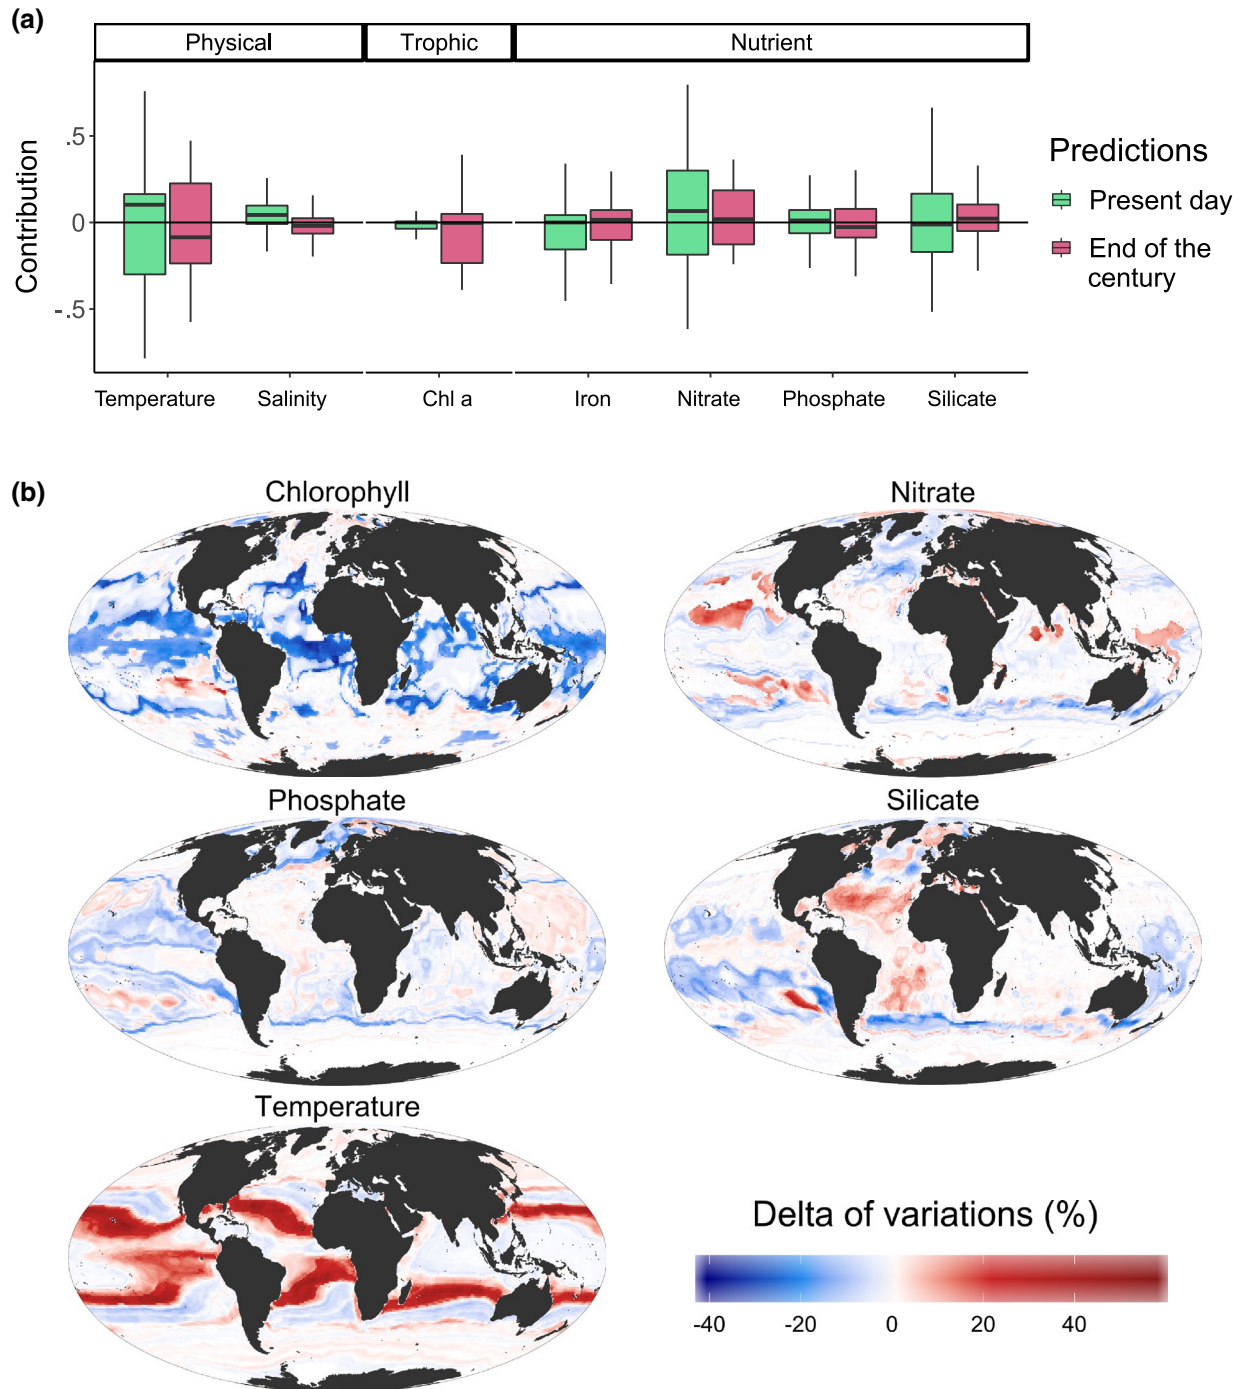 (a)
Physical Trophic Nutrient
Contribution
.5
0
-.5
Temperature Salinity Chl a Iron Nitrate Phosphate Silicate
Predictions
Present day
End of the
century
(b)
Chlorophyll Nitrate
Phosphate Silicate
Temperature
Delta of variations (%)
-40 -20 0 20 40